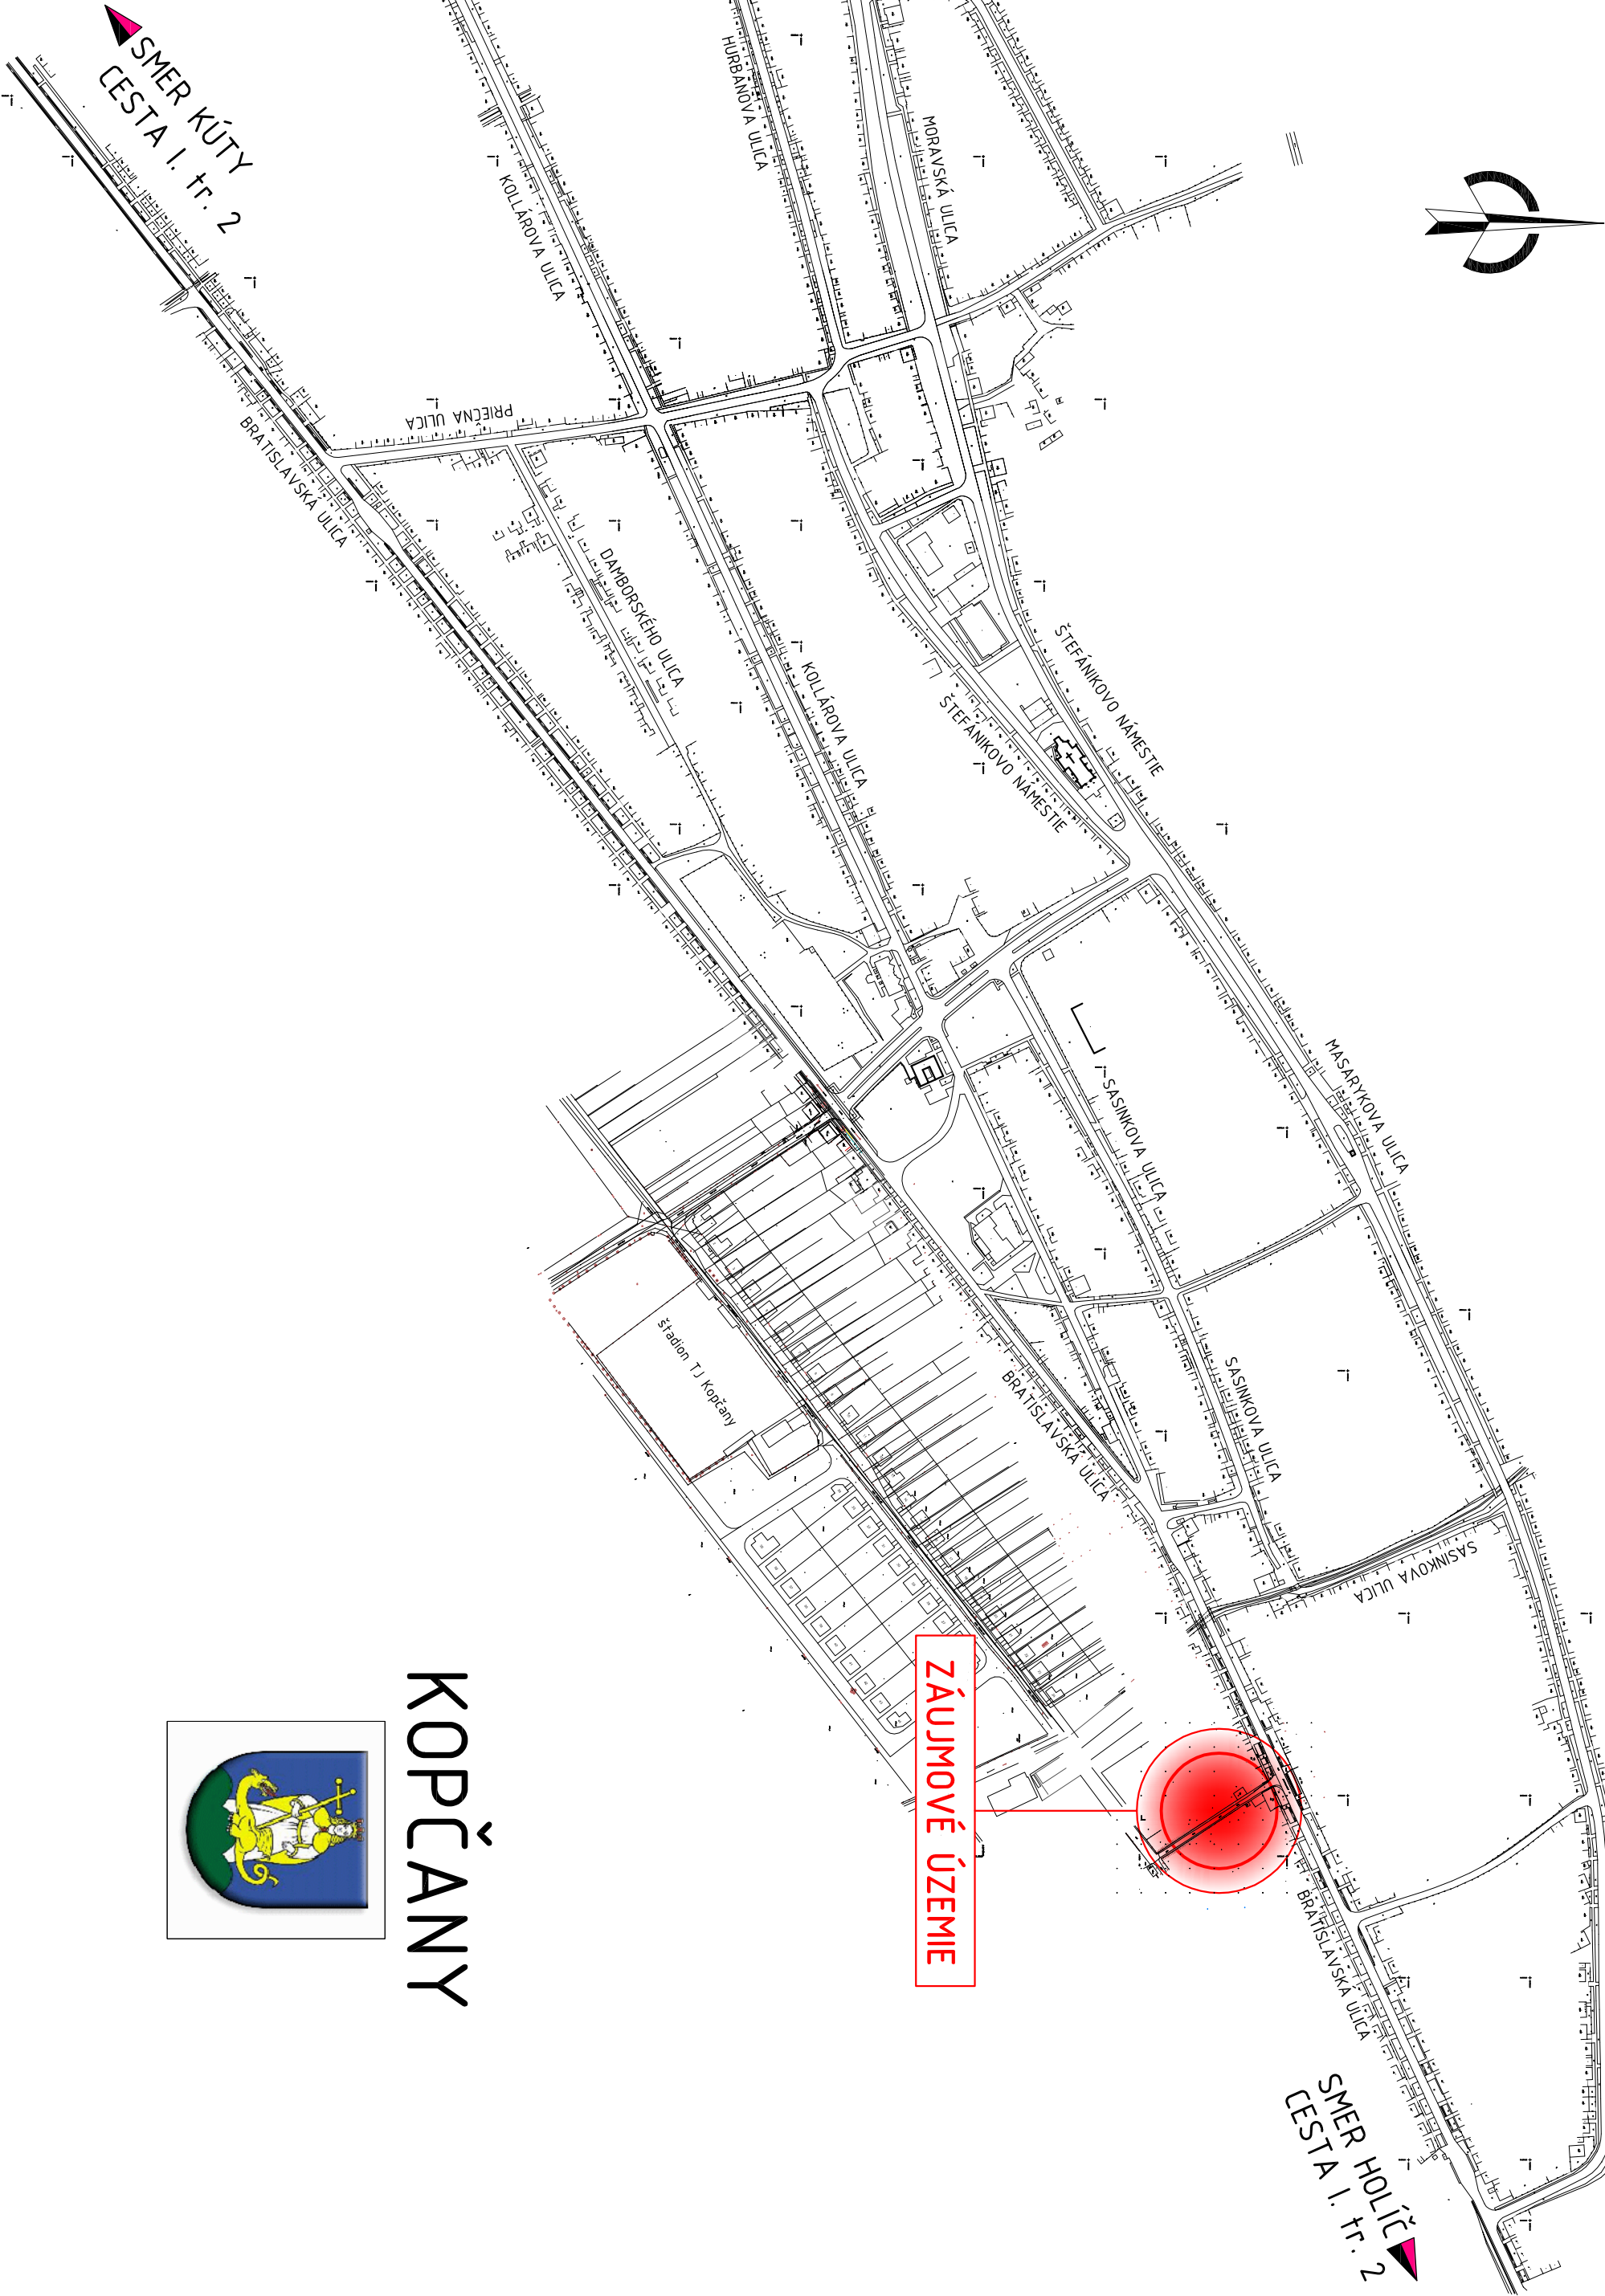 SMER KÚTY
CESTA I. tr. 2
HURBANOVA ULICA
MORAVSKÁ ULICA
KOLLÁROVA ULICA
PRIEČNA ULICA
BRATISLAVSKÁ ULICA
DAMBORSKÉHO ULICA
KOLLÁROVA ULICA
ŠTEFÁNIKOVO NÁMESTIE
ŠTEFÁNIKOVO NÁMESTIE
MASARYKOVA ULICA
SASINKOVA ULICA
štadion TJ Kopčany
BRATISLAVSKÁ ULICA
SASINKOVA ULICA
SASINKOVA ULICA
ZÁUJMOVÉ ÚZEMIE
BRATISLAVSKÁ ULICA
KOPČANY
SMER HOLÍČ
CESTA I. tr. 2